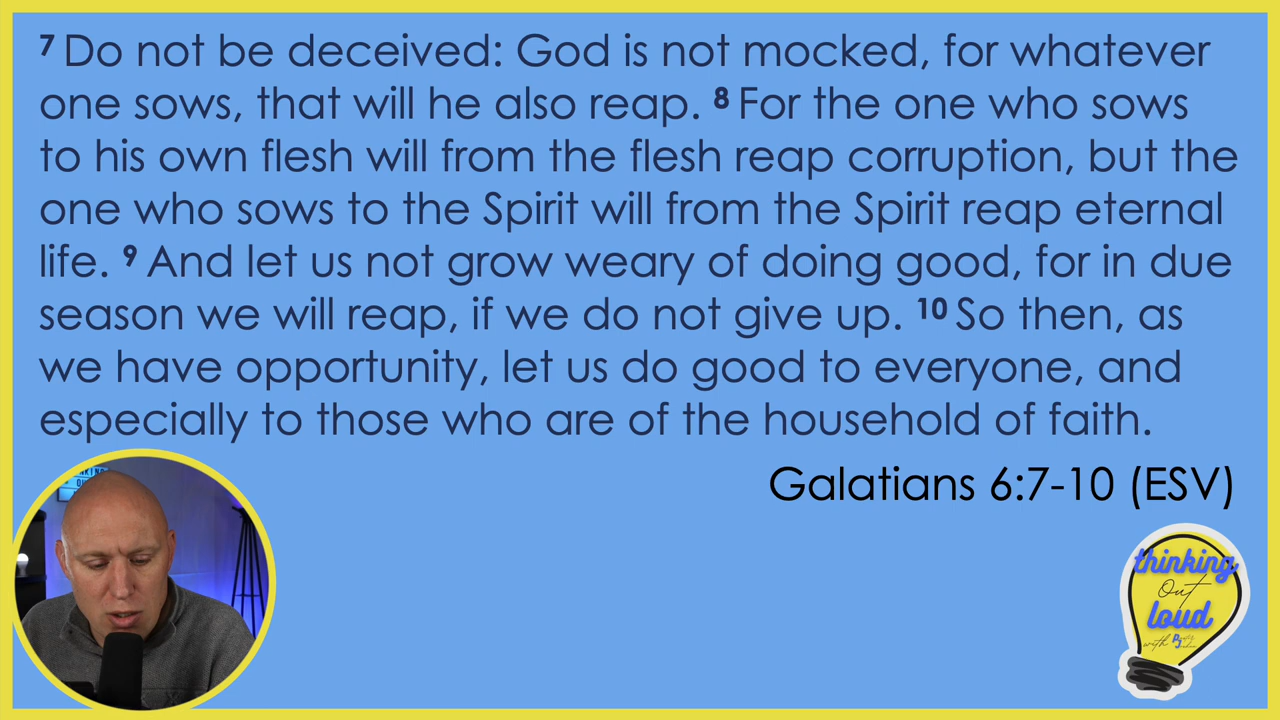 7 Do not be deceived: God is not mocked, for whatever
one sows, that will he also reap. 8 For the one who sows
to his own flesh will from the flesh reap corruption, but the
one who sows to the Spirit will from the Spirit reap eternal
life. 9 And let us not grow weary of doing good, for in due
season we will reap, if we do not give up. 10 So then, as
we have opportunity, let us do good to everyone, and
especially to those who are of the household of faith.
Galatians 6:7-10 (ESV)
thinking
Out
loud
with